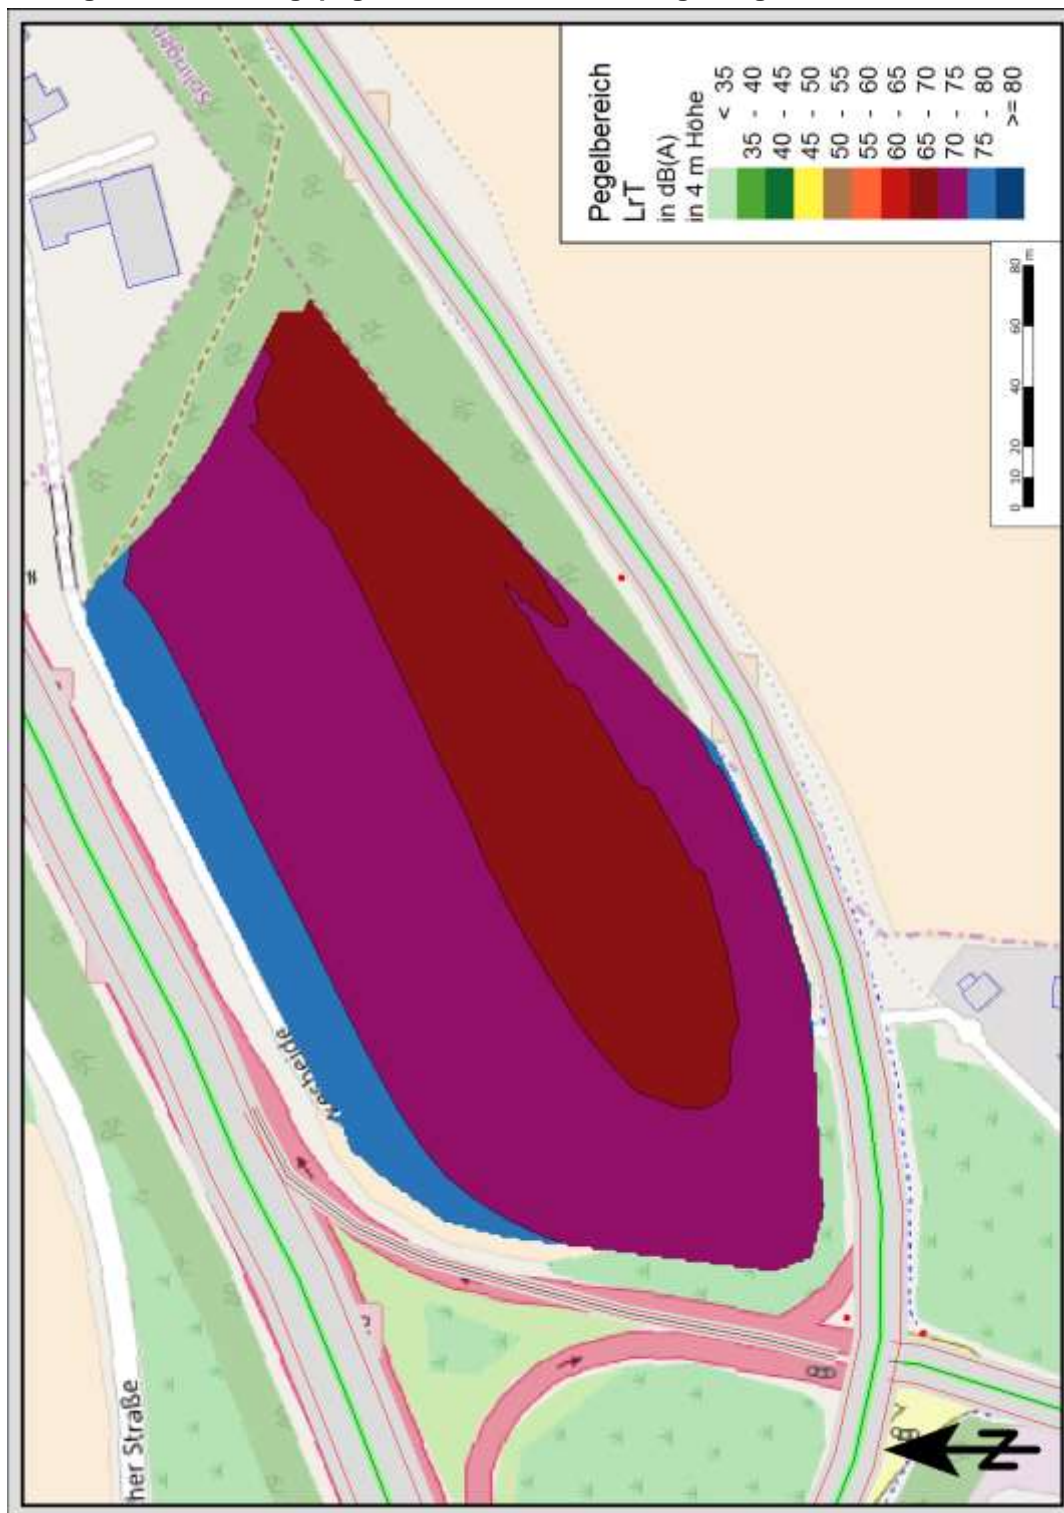 Pegelbereich
LrT
in dB(A)
in 4 m Höhe
< 35
35 - 40
40 - 45
45 - 50
50 - 55
55 - 60
60 - 65
65 - 70
70 - 75
75 - 80
>= 80
0 10 20 40 60 80
m
Stelingen
her Straße
N